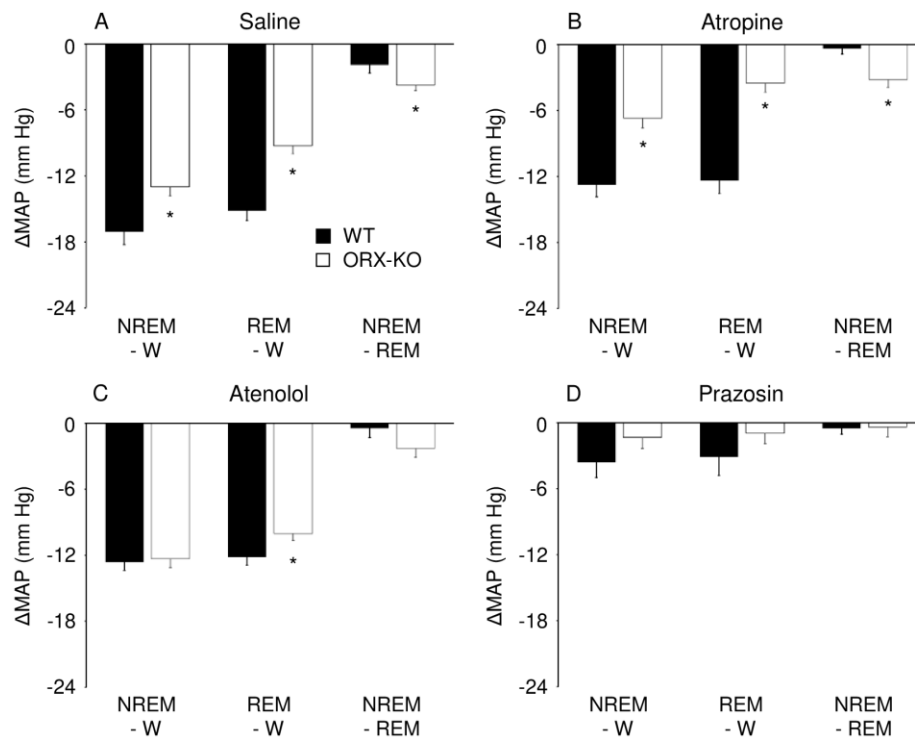 A Saline
0
-6
-12
-18
-24
ΔMAP (mm Hg)
*
*
*
WT
ORX-KO
NREM REM NREM
- W - W - REM
B Atropine
0
-6
-12
-18
-24
ΔMAP (mm Hg)
*
*
*
NREM REM NREM
- W - W - REM
C Atenolol
0
-6
-12
-18
-24
ΔMAP (mm Hg)
*
NREM REM NREM
- W - W - REM
D Prazosin
0
-6
-12
-18
-24
ΔMAP (mm Hg)
NREM REM NREM
- W - W - REM